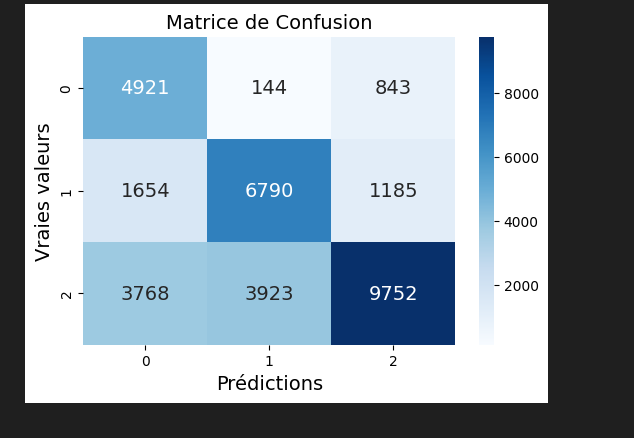 Matrice de Confusion
Vraies valeurs
0 4921 144 843
1 1654 6790 1185
2 3768 3923 9752
0 1 2
Prédictions
8000
6000
4000
2000